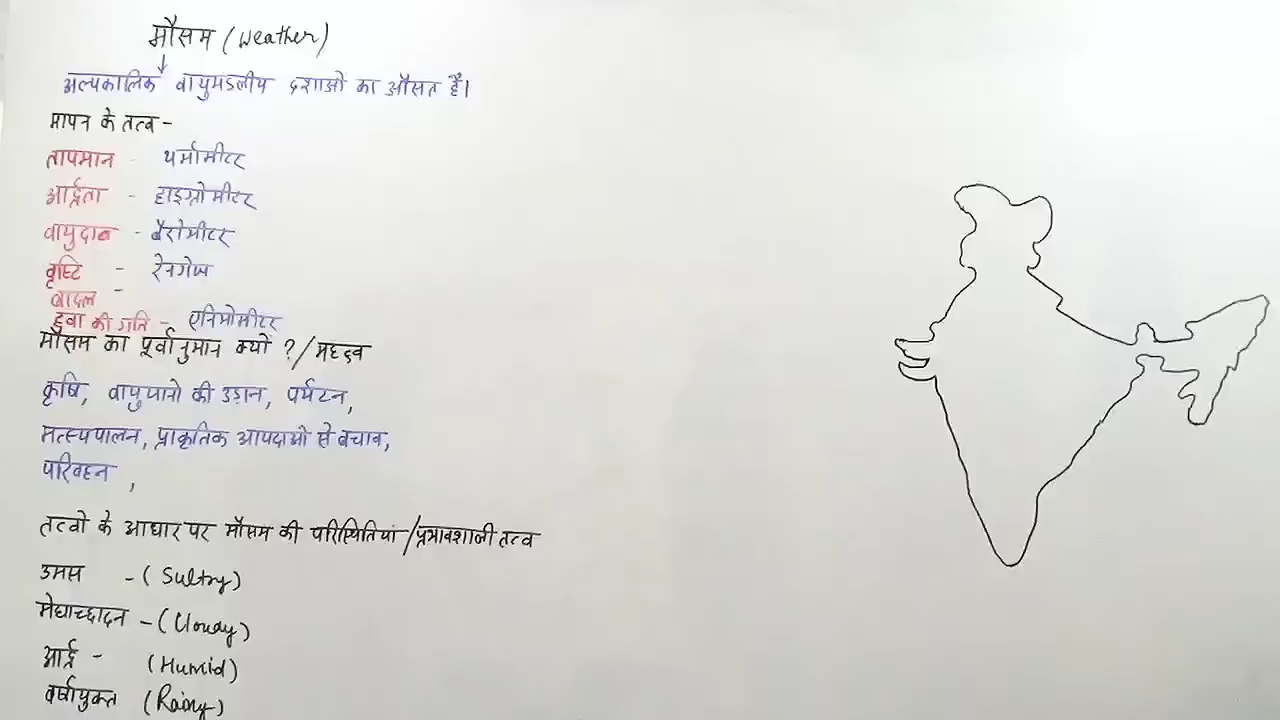 मौसम (Weather)
↓
अल्पकालिक वायुमडलीय दशाओं का औसत हैं।
मापन के तत्व -
तापमान - थर्मामीटर
आर्द्रता - हाइग्रोमीटर
वायुदाब - बैरोमीटर
वृष्टि - रेनगेज
बादल -
हवा की गति - एनिमोमीटर
मौसम का पूर्वानुमान क्यों ? / महत्व
कृषि, वायुयानो की उड़ान, पर्यटन,
मत्स्यपालन, प्राकृतिक आपदाओ से बचाव,
परिवहन ,
तत्वो के आधार पर मौसम की परिस्थितियां / प्रभावशाली तत्व
उमस - (Sultry)
मेघाच्छादन - (Cloudy)
आर्द्र - (Humid)
वर्षायुक्त (Rainy)